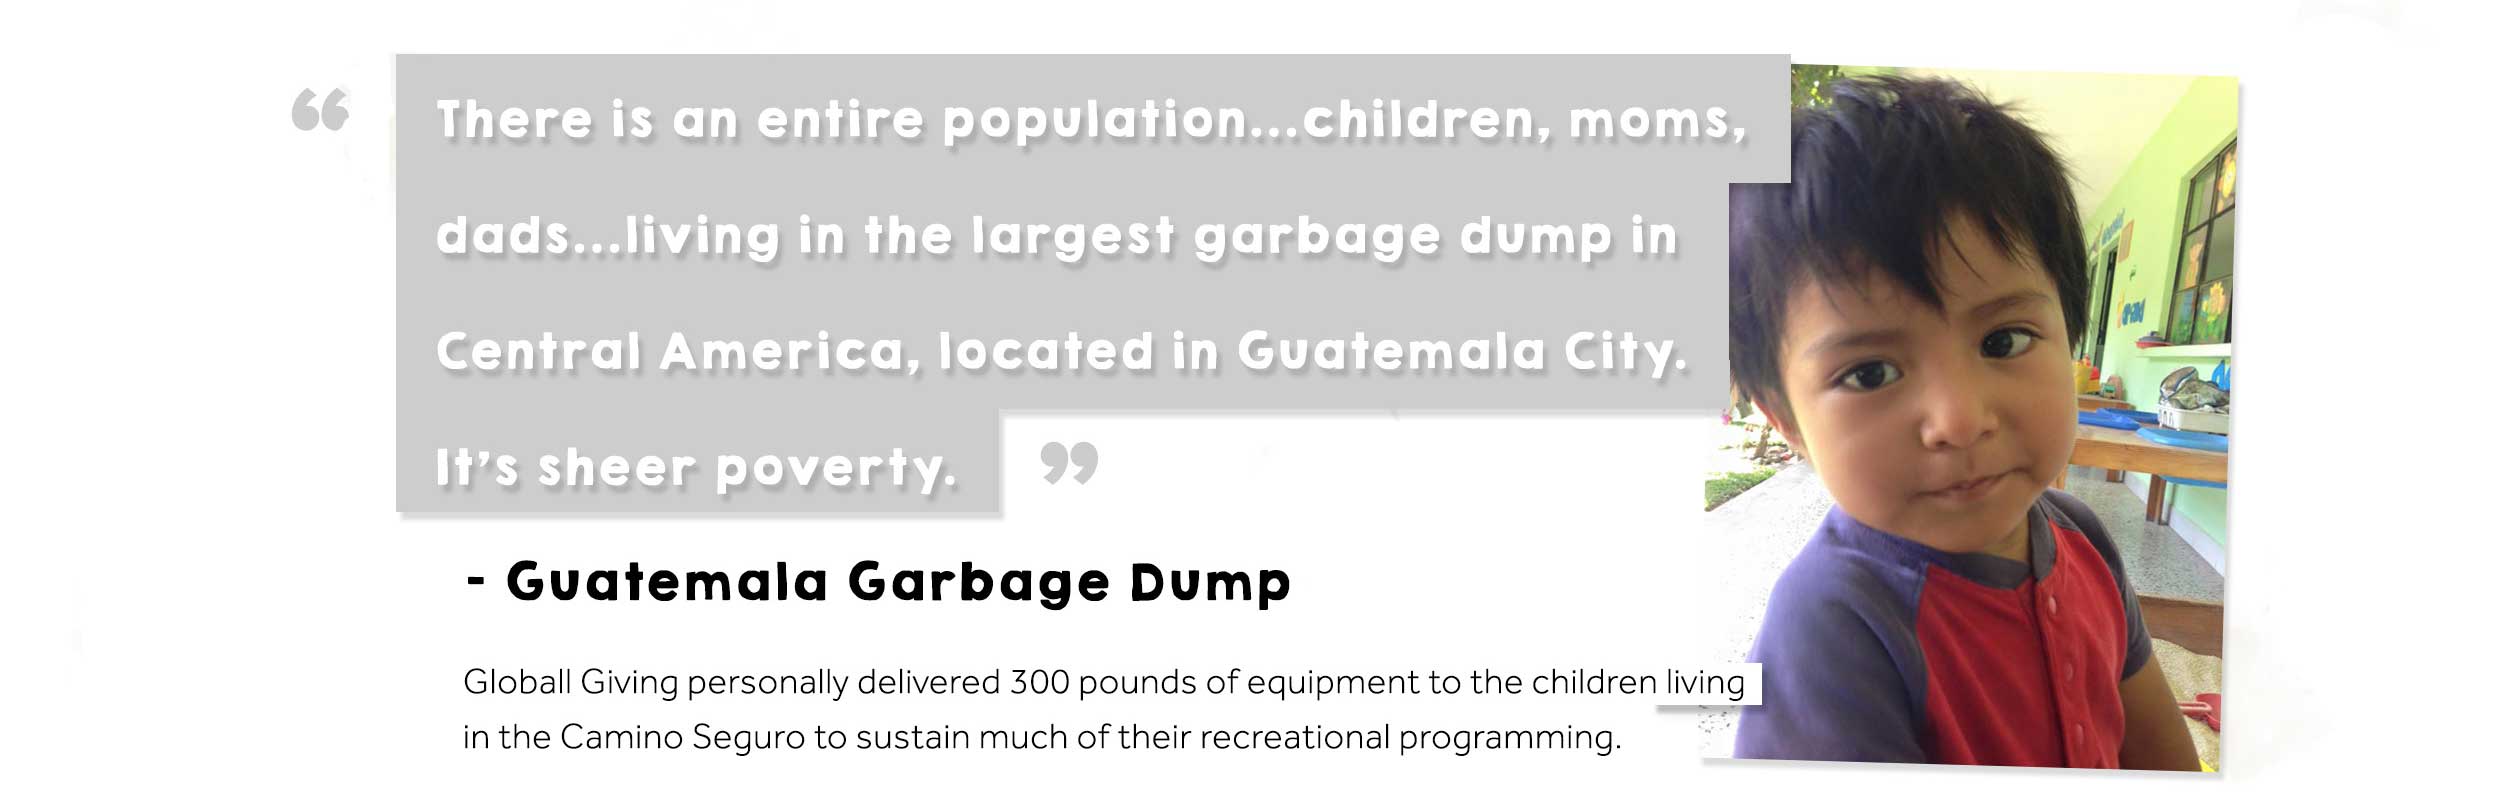 “ There is an entire population...children, moms,
dads...living in the largest garbage dump in
Central America, located in Guatemala City.
It’s sheer poverty. ”
- Guatemala Garbage Dump
Globall Giving personally delivered 300 pounds of equipment to the children living
in the Camino Seguro to sustain much of their recreational programming.